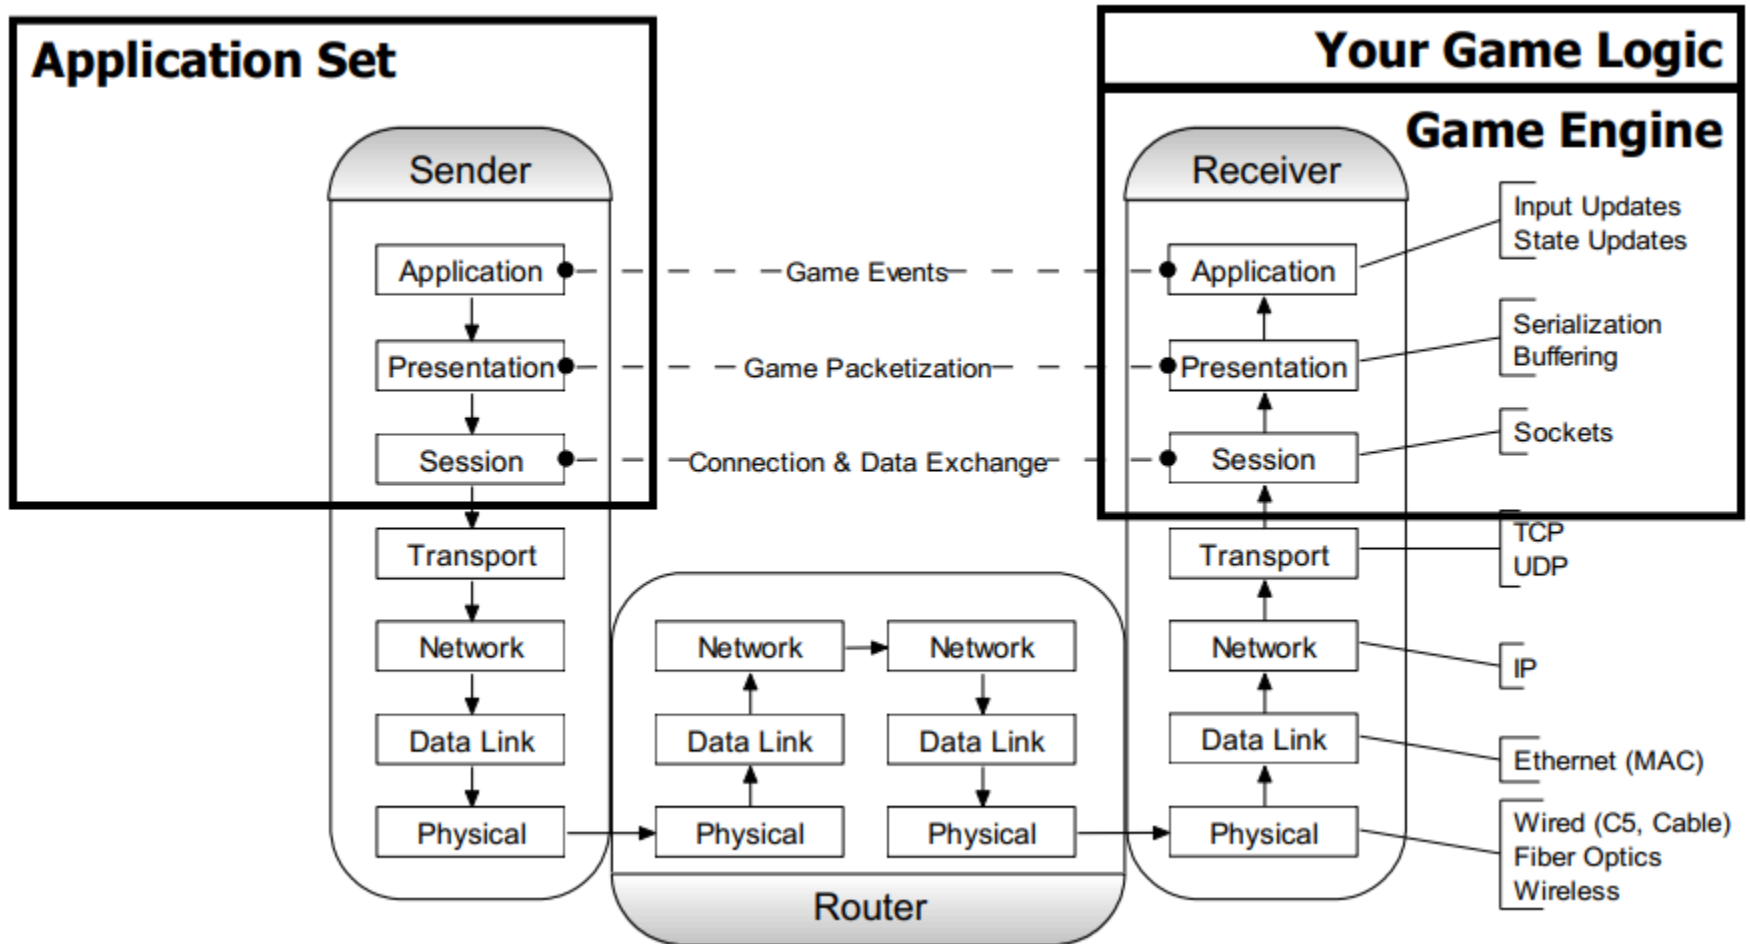 Application Set
Your Game Logic
Game Engine
Sender
Receiver
Input Updates
State Updates
Application
Game Events
Application
Serialization
Buffering
Presentation
Game Packetization
Presentation
Sockets
Session
Connection & Data Exchange
Session
TCP
UDP
Transport
Transport
Network
Network
Network
Network
IP
Data Link
Data Link
Data Link
Data Link
Ethernet (MAC)
Physical
Physical
Physical
Physical
Wired (C5, Cable)
Fiber Optics
Wireless
Router